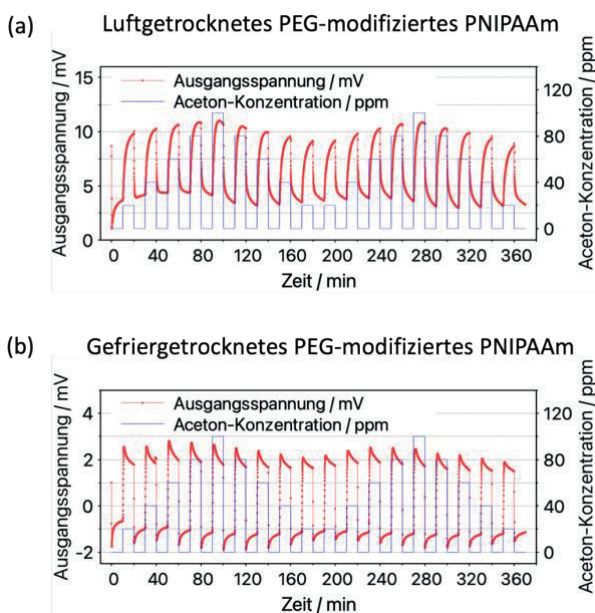 (a) Luftgetrocknetes PEG-modifiziertes PNIPAAm
Ausgangsspannung / mV
15
10
5
0
Ausgangsspannung / mV
Aceton-Konzentration / ppm
120
80
40
0
Aceton-Konzentration / ppm
0 40 80 120 160 200 240 280 320 360
Zeit / min
(b) Gefriergetrocknetes PEG-modifiziertes PNIPAAm
Ausgangsspannung / mV
4
2
0
-2
Ausgangsspannung / mV
Aceton-Konzentration / ppm
120
80
40
0
Aceton-Konzentration / ppm
0 40 80 120 160 200 240 280 320 360
Zeit / min